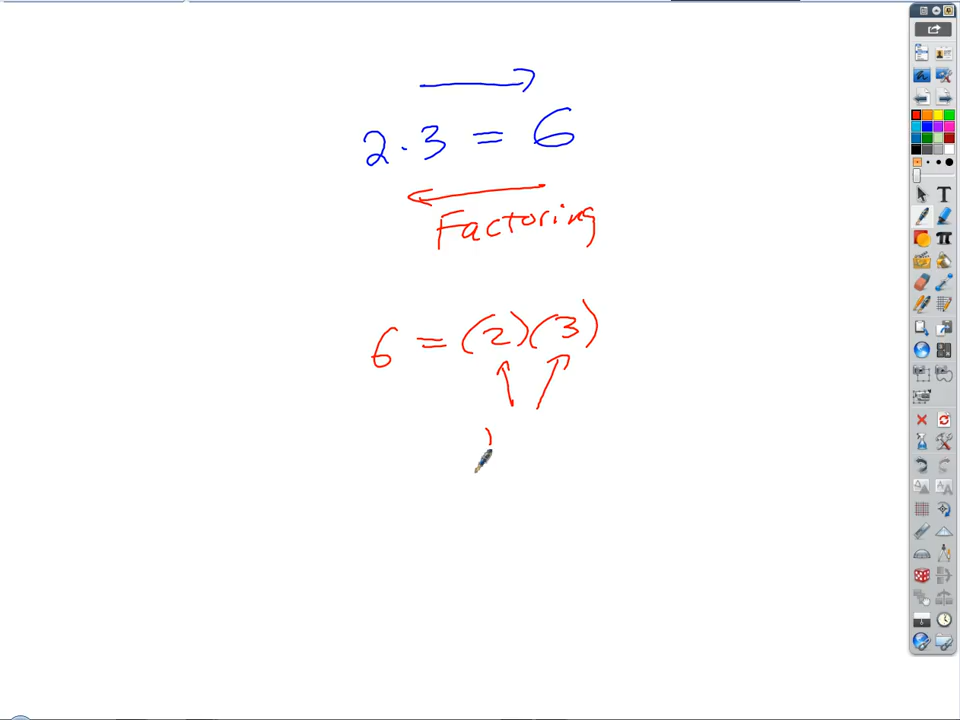 2 · 3 = 6
Factoring
6 = (2)(3)